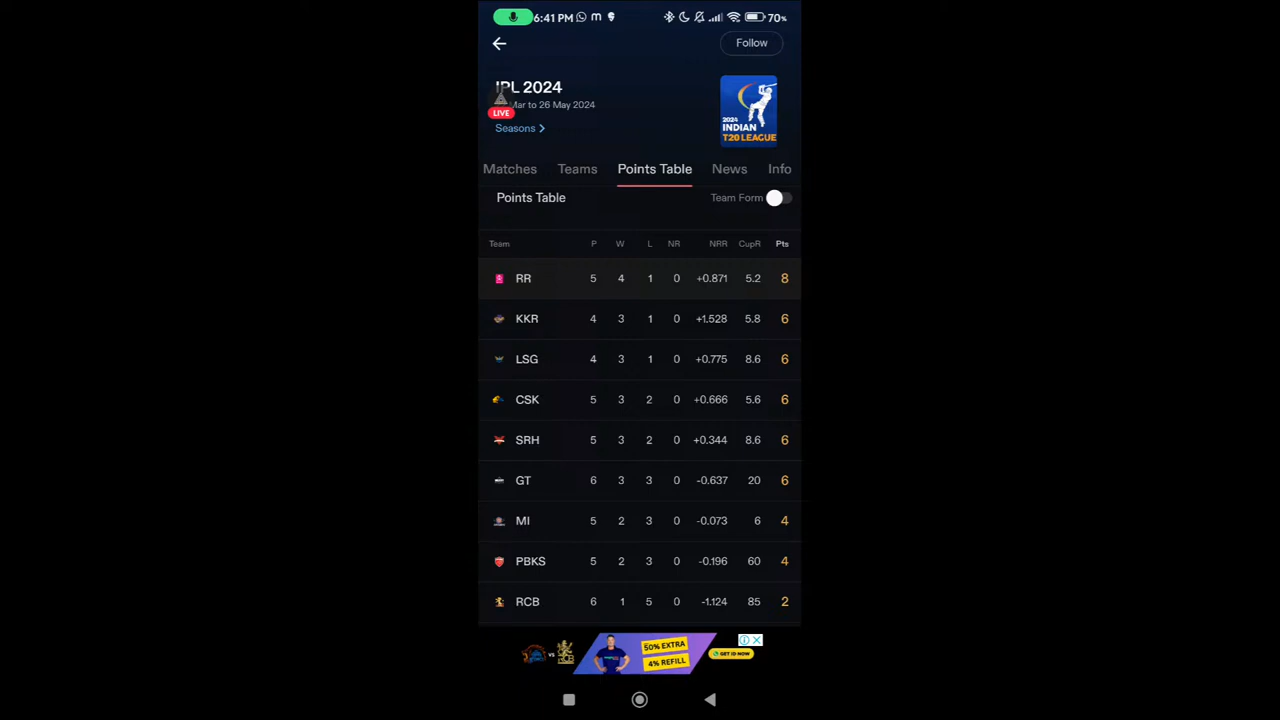 6:41 PM m 70%
Follow
IPL 2024
Mar to 26 May 2024
LIVE
Seasons >
2024
INDIAN
T20 LEAGUE
Matches Teams Points Table News Info
Points Table Team Form
Team P W L NR NRR CupR Pts
RR 5 4 1 0 +0.871 5.2 8
KKR 4 3 1 0 +1.528 5.8 6
LSG 4 3 1 0 +0.775 8.6 6
CSK 5 3 2 0 +0.666 5.6 6
SRH 5 3 2 0 +0.344 8.6 6
GT 6 3 3 0 -0.637 20 6
MI 5 2 3 0 -0.073 6 4
PBKS 5 2 3 0 -0.196 60 4
RCB 6 1 5 0 -1.124 85 2
VS
50% EXTRA
4% REFILL
GET ID NOW